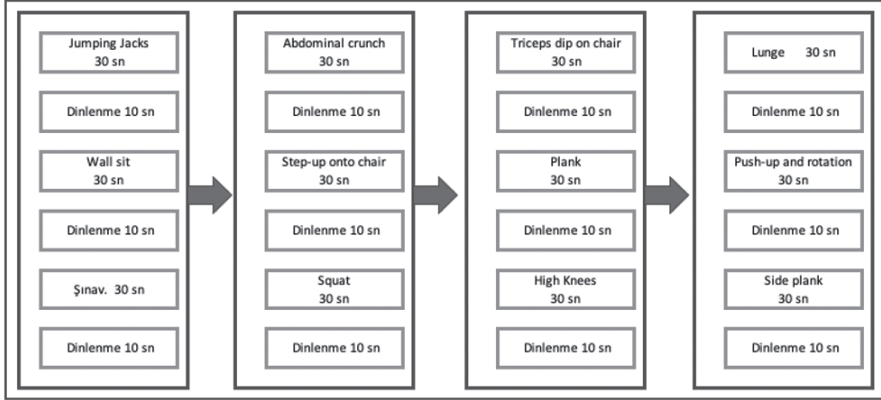 Jumping Jacks
30 sn
Dinlenme 10 sn
Wall sit
30 sn
Dinlenme 10 sn
Şınav. 30 sn
Dinlenme 10 sn
Abdominal crunch
30 sn
Dinlenme 10 sn
Step-up onto chair
30 sn
Dinlenme 10 sn
Squat
30 sn
Dinlenme 10 sn
Triceps dip on chair
30 sn
Dinlenme 10 sn
Plank
30 sn
Dinlenme 10 sn
High Knees
30 sn
Dinlenme 10 sn
Lunge 30 sn
Dinlenme 10 sn
Push-up and rotation
30 sn
Dinlenme 10 sn
Side plank
30 sn
Dinlenme 10 sn